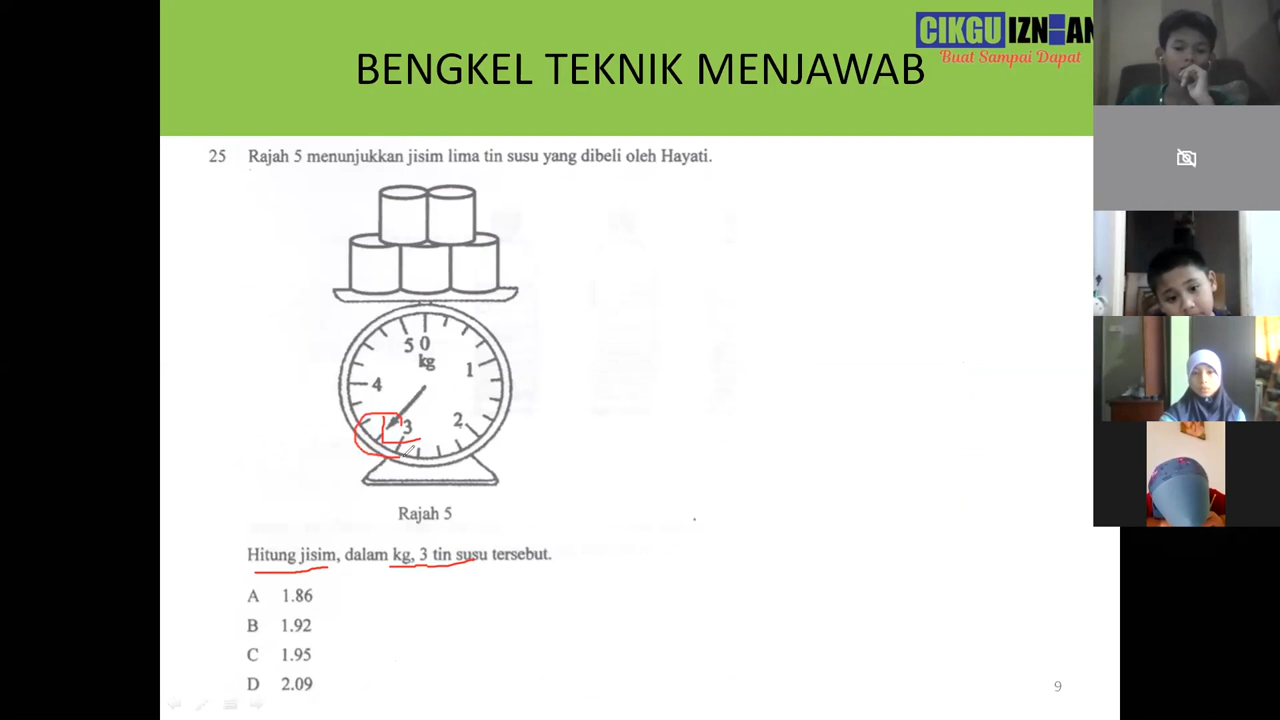 CIKGU IZN AN
Buat Sampai Dapat
BENGKEL TEKNIK MENJAWAB
25 Rajah 5 menunjukkan jisim lima tin susu yang dibeli oleh Hayati.
5 0
kg
1
4
2
3
Rajah 5
Hitung jisim, dalam kg, 3 tin susu tersebut.
A 1.86
B 1.92
C 1.95
D 2.09
9